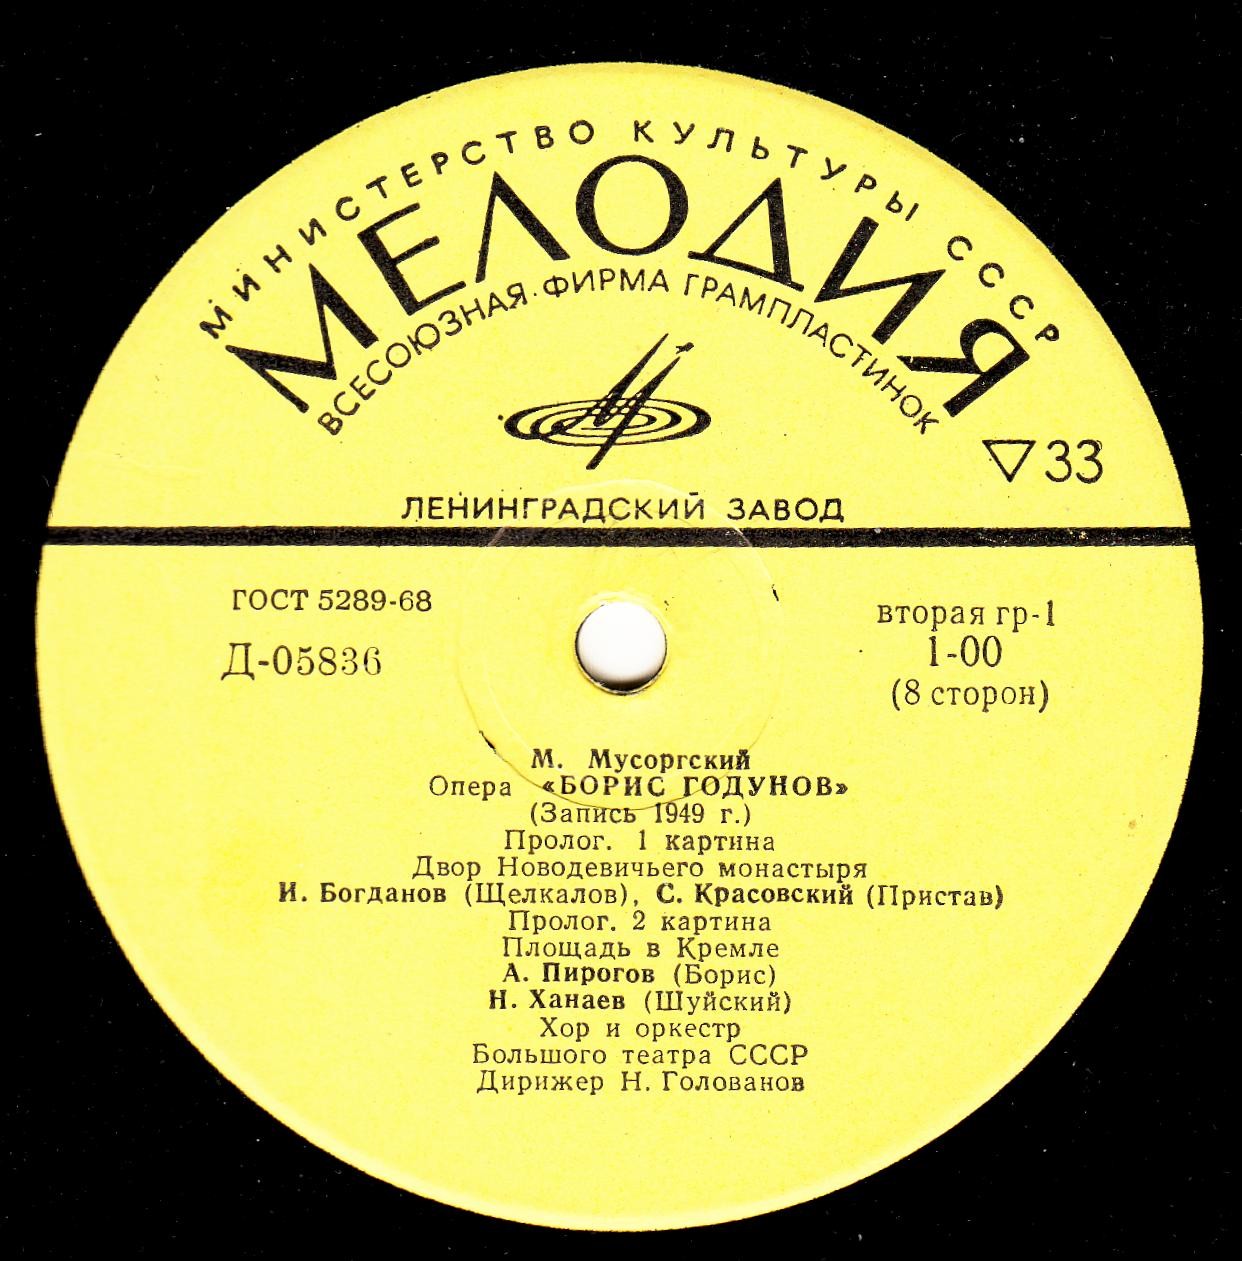 МИНИСТЕРСТВО КУЛЬТУРЫ СССР
МЕЛОДИЯ
ВСЕСОЮЗНАЯ ФИРМА ГРАМПЛАСТИНОК
▽33
ЛЕНИНГРАДСКИЙ ЗАВОД
ГОСТ 5289-68
Д-05836
вторая гр-1
1-00
(8 сторон)
М. Мусоргский
Опера «БОРИС ГОДУНОВ»
(Запись 1949 г.)
Пролог. 1 картина
Двор Новодевичьего монастыря
И. Богданов (Щелкалов), С. Красовский (Пристав)
Пролог. 2 картина
Площадь в Кремле
А. Пирогов (Борис)
Н. Ханаев (Шуйский)
Хор и оркестр
Большого театра СССР
Дирижер Н. Голованов